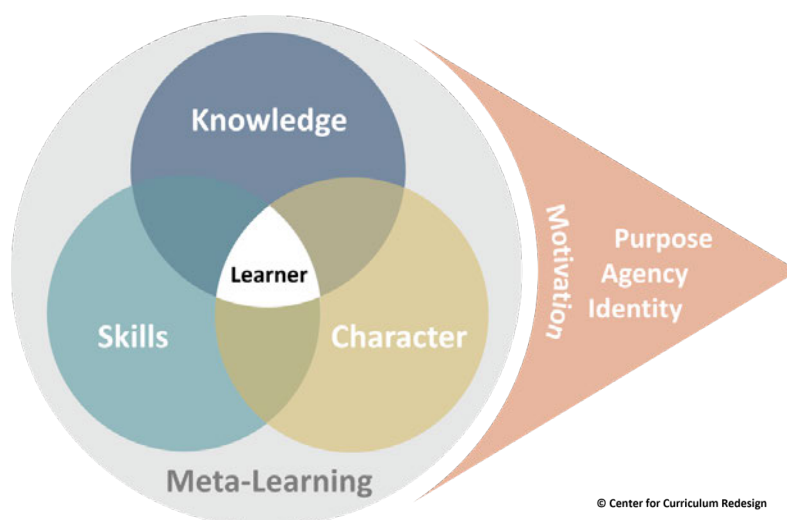 Knowledge
Learner
Skills
Character
Meta-Learning
Motivation
Purpose
Agency
Identity
© Center for Curriculum Redesign